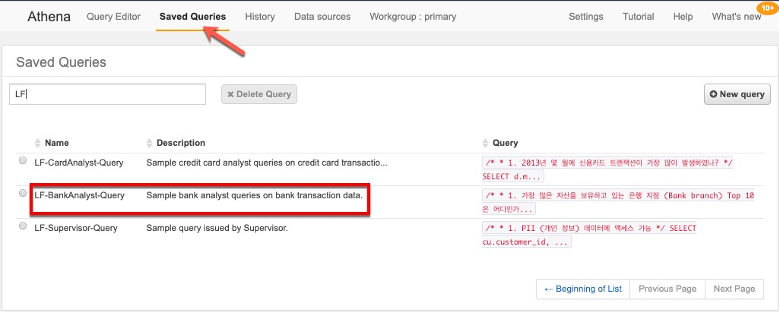 Athena Query Editor Saved Queries History Data sources Workgroup : primary Settings Tutorial Help What's new 10+
Saved Queries
LF
✖ Delete Query
New query
Name Description Query
LF-CardAnalyst-Query Sample credit card analyst queries on credit card transactio... /* * 1. 2013년 몇 월에 신용카드 트랜잭션이 가장 많이 발생하였나? */
SELECT d.m...
LF-BankAnalyst-Query Sample bank analyst queries on bank transaction data. /* * 1. 가장 많은 자산을 보유하고 있는 은행 지점 (Bank branch) Top 10
은 어디인가...
LF-Supervisor-Query Sample query issued by Supervisor. /* * 1. PII (개인 정보) 데이터에 액세스 가능 */ SELECT
cu.customer_id, ...
← Beginning of List Previous Page Next Page